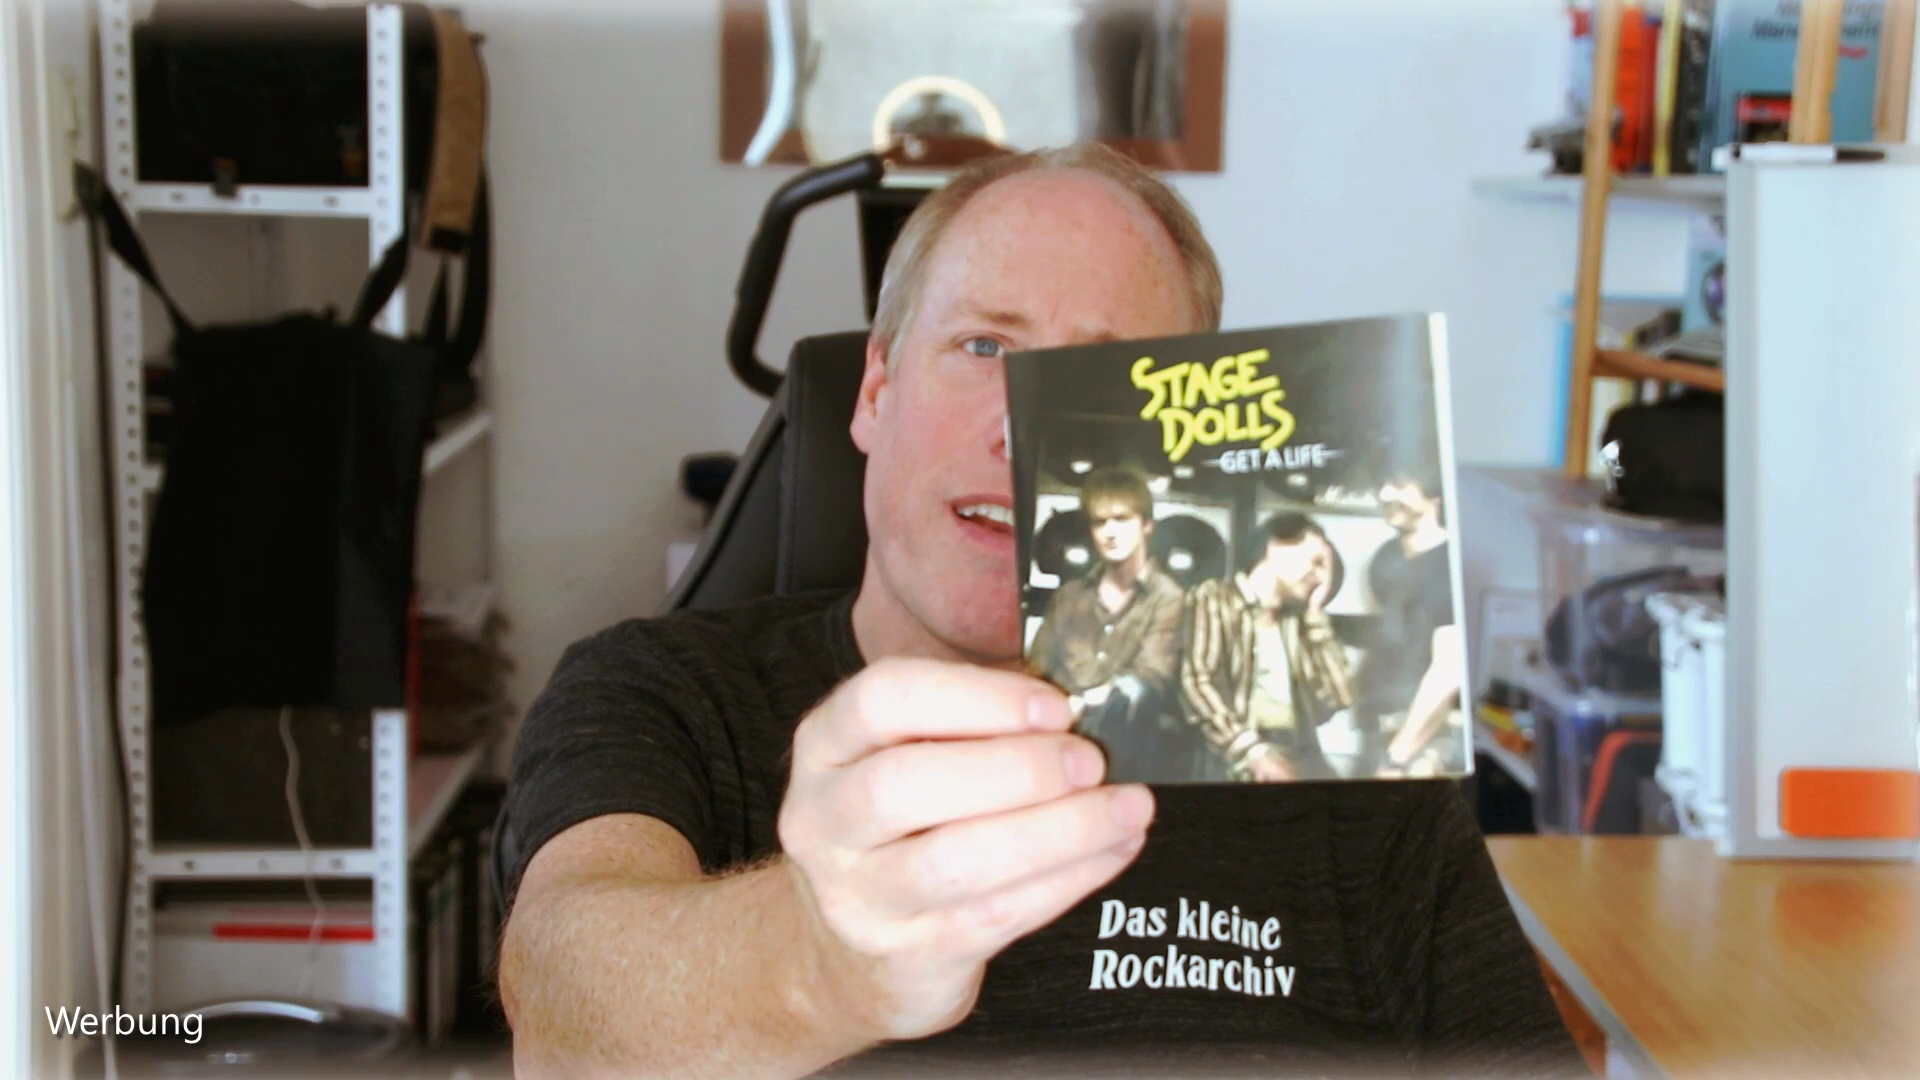 STAGE
DOLLS
GET A LIFE
Das kleine
Rockarchiv
Werbung